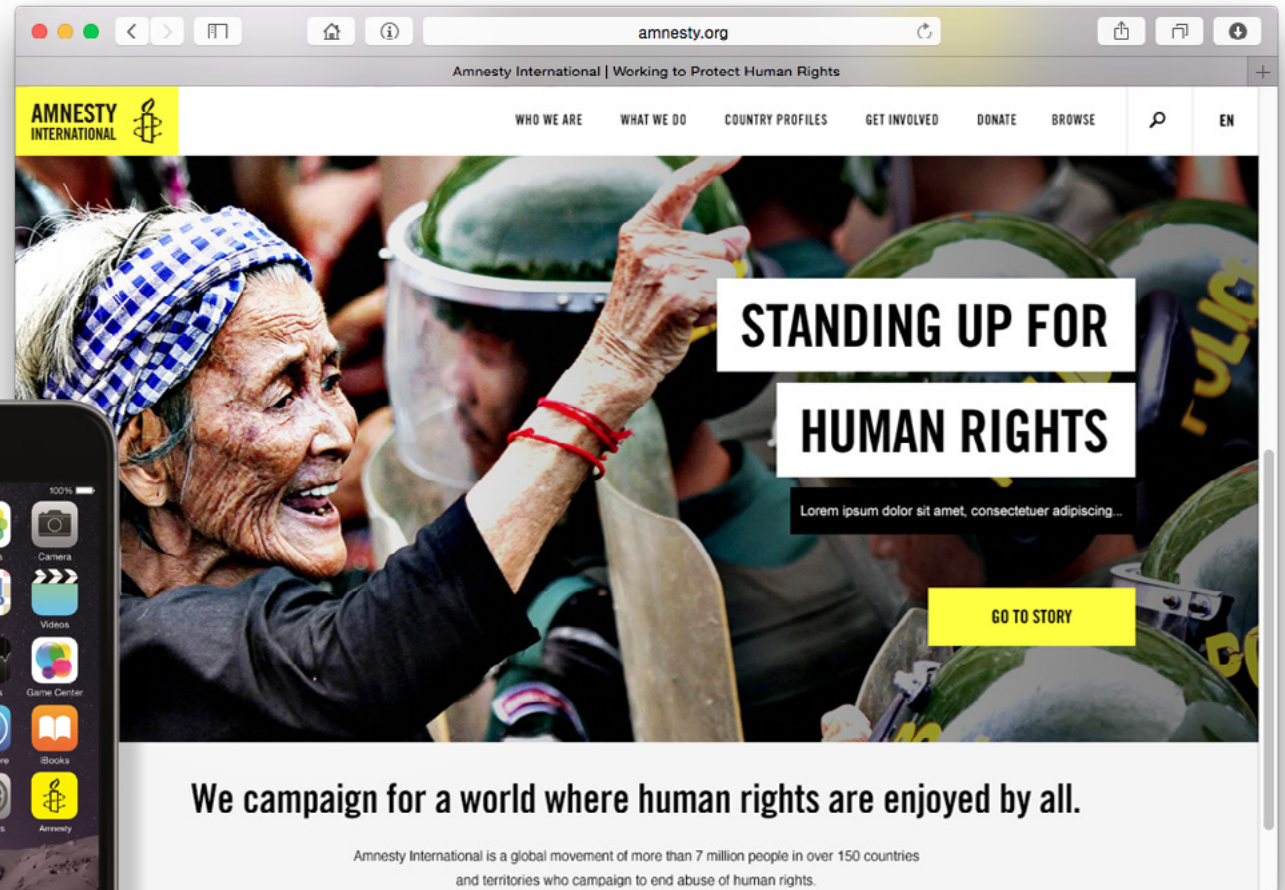 amnesty.org
Amnesty International | Working to Protect Human Rights
AMNESTY
INTERNATIONAL
WHO WE ARE
WHAT WE DO
COUNTRY PROFILES
GET INVOLVED
DONATE
BROWSE
EN
STANDING UP FOR
HUMAN RIGHTS
Lorem ipsum dolor sit amet, consectetuer adipiscing...
GO TO STORY
POLICE
100%
Camera
Videos
Game Center
iBooks
Amnesty
We campaign for a world where human rights are enjoyed by all.
Amnesty International is a global movement of more than 7 million people in over 150 countries
and territories who campaign to end abuse of human rights.